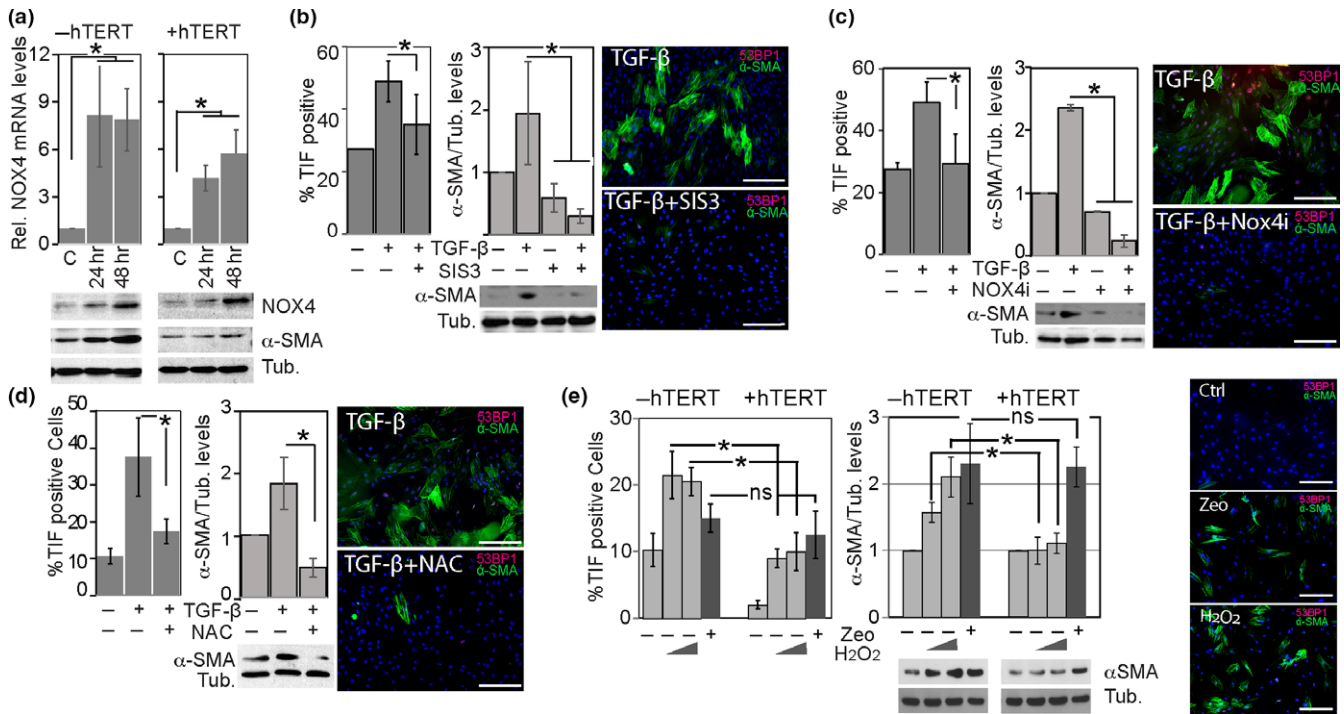 (a)
–hTERT
+hTERT
Rel. NOX4 mRNA levels
12
9
6
3
0
*
*
C
24 hr
48 hr
C
24 hr
48 hr
NOX4
α-SMA
Tub.
(b)
% TIF positive
60
40
20
0
*
α-SMA/Tub. levels
3
2
1
0
*
– + + TGF-β – + – +
– – + SIS3 – – + +
α-SMA
Tub.
TGF-β
53BP1
α-SMA
TGF-β+SIS3
53BP1
α-SMA
(c)
% TIF positive
60
40
20
0
*
α-SMA/Tub. levels
3
2
1
0
*
– + + TGF-β – + – +
– – + NOX4i – – + +
α-SMA
Tub.
TGF-β
53BP1
α-SMA
TGF-β+Nox4i
53BP1
α-SMA
(d)
%TIF positive Cells
50
40
30
20
10
0
*
α-SMA/Tub. levels
3
2
1
0
*
– + + TGF-β – + +
– – + NAC – – +
α-SMA
Tub.
TGF-β
53BP1
α-SMA
TGF-β+NAC
53BP1
α-SMA
(e)
–hTERT
+hTERT
%TIF positive Cells
30
20
10
0
*
*
ns
–hTERT
+hTERT
α-SMA/Tub. levels
3
2
1
0
ns
*
*
– – – + – – – + Zeo – – – + – – – +
H2O2
αSMA
Tub.
Ctrl
53BP1
α-SMA
Zeo
53BP1
α-SMA
H2O2
53BP1
α-SMA